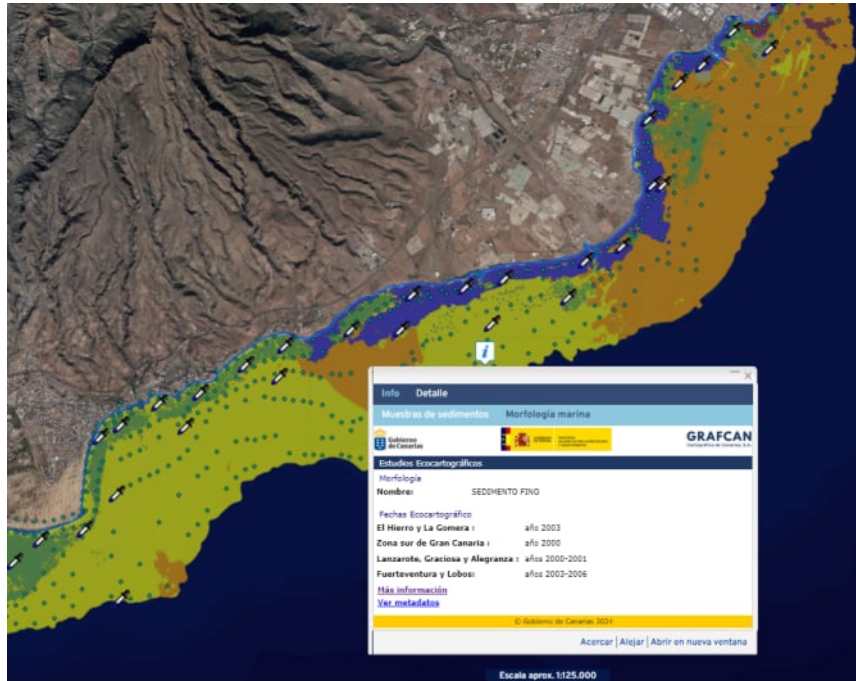 Info Detalle
Muestras de sedimentos Morfología marina
Gobierno
de Canarias
GRAFCAN
Estudios Ecocartográficos
Morfología
Nombre: SEDIMENTO FINO
Fechas Ecocartográfico
El Hierro y La Gomera : año 2003
Zona sur de Gran Canaria : año 2000
Lanzarote, Graciosa y Alegranza : años 2000-2001
Fuerteventura y Lobos: años 2003-2006
Más información
Ver metadatos
© Gobierno de Canarias 2024
Acercar | Alejar | Abrir en nueva ventana
Escala aprox. 1:125.000